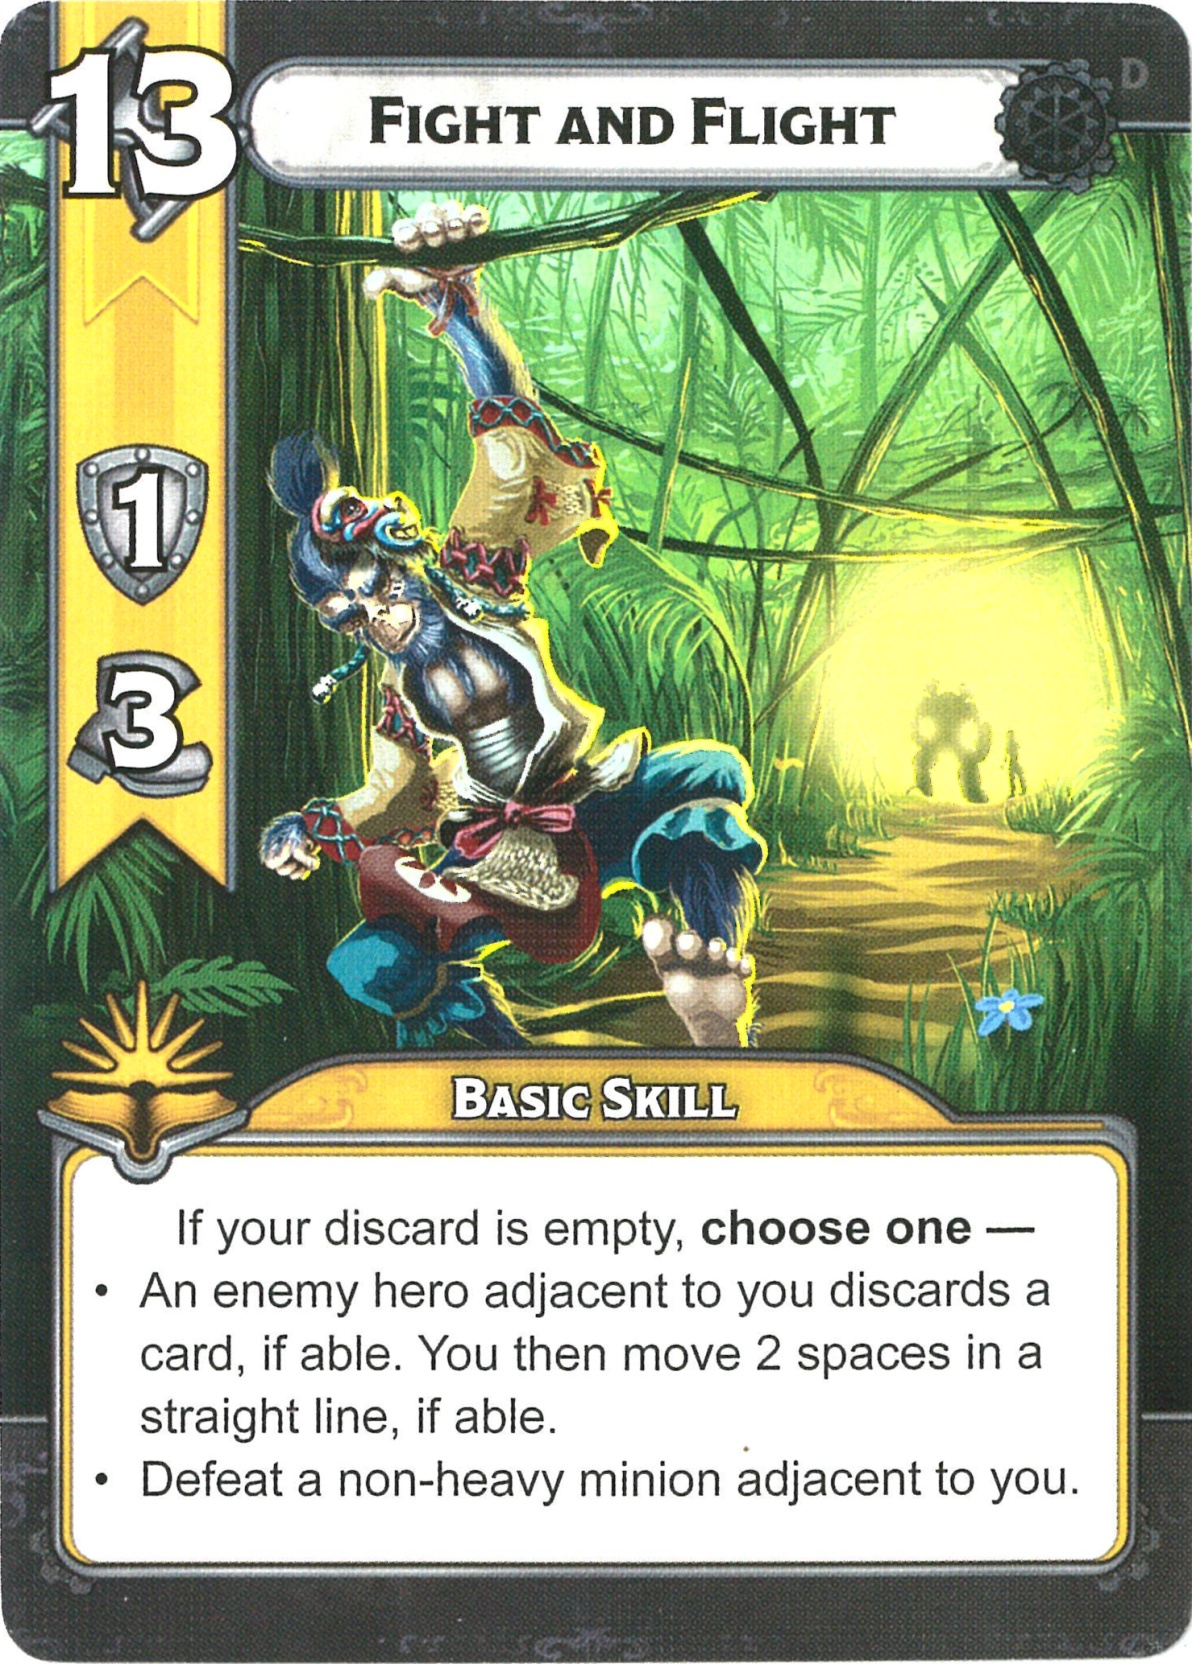 13
FIGHT AND FLIGHT
D
1
3
BASIC SKILL
If your discard is empty, choose one —
• An enemy hero adjacent to you discards a
card, if able. You then move 2 spaces in a
straight line, if able.
• Defeat a non-heavy minion adjacent to you.